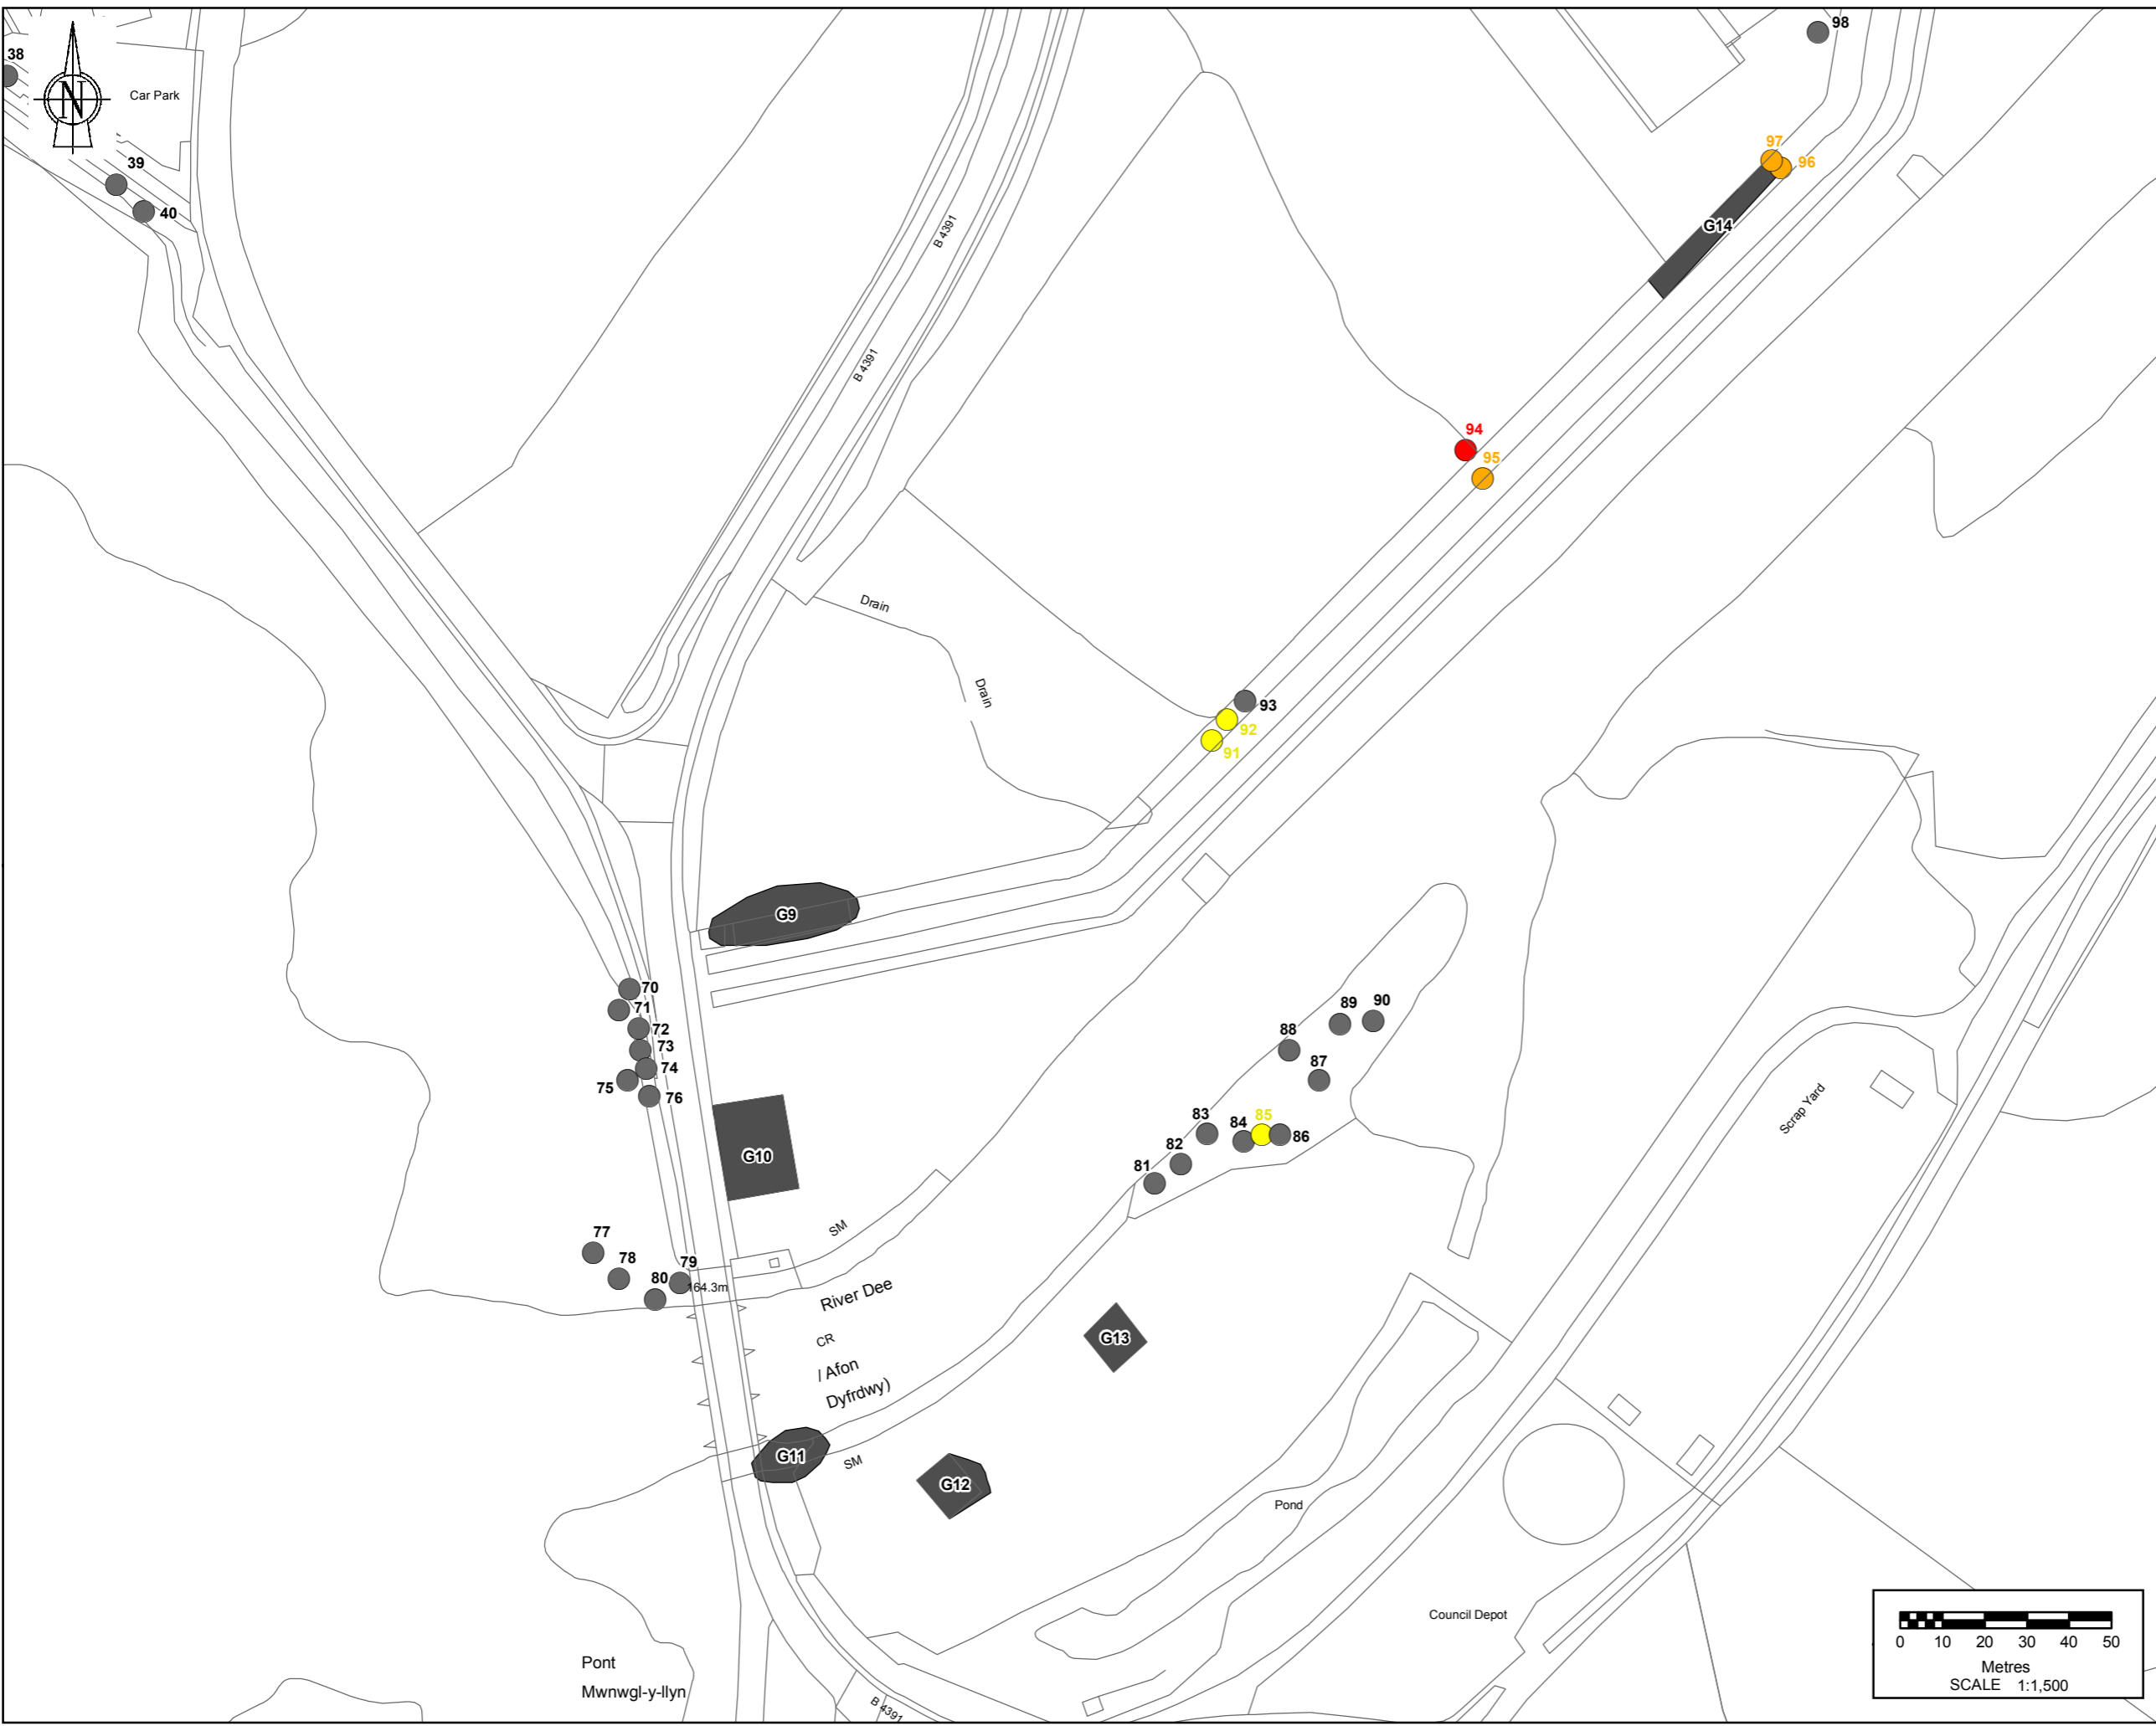 98
38
N
Car Park
97
96
39
40
G14
B 4391
B 4391
94
95
Drain
Drain
93
92
91
G9
70
71
72
73
74
75
76
89
90
88
87
83
84
85
86
82
81
Scrap Yard
G10
SM
77
78
79
80
164.3m
River Dee
CR
/ Afon
Dyfrdwy)
G13
G11
SM
G12
Pond
Council Depot
Pont
Mwnwgl-y-llyn
B 4391
0 10 20 30 40 50
Metres
SCALE 1:1,500